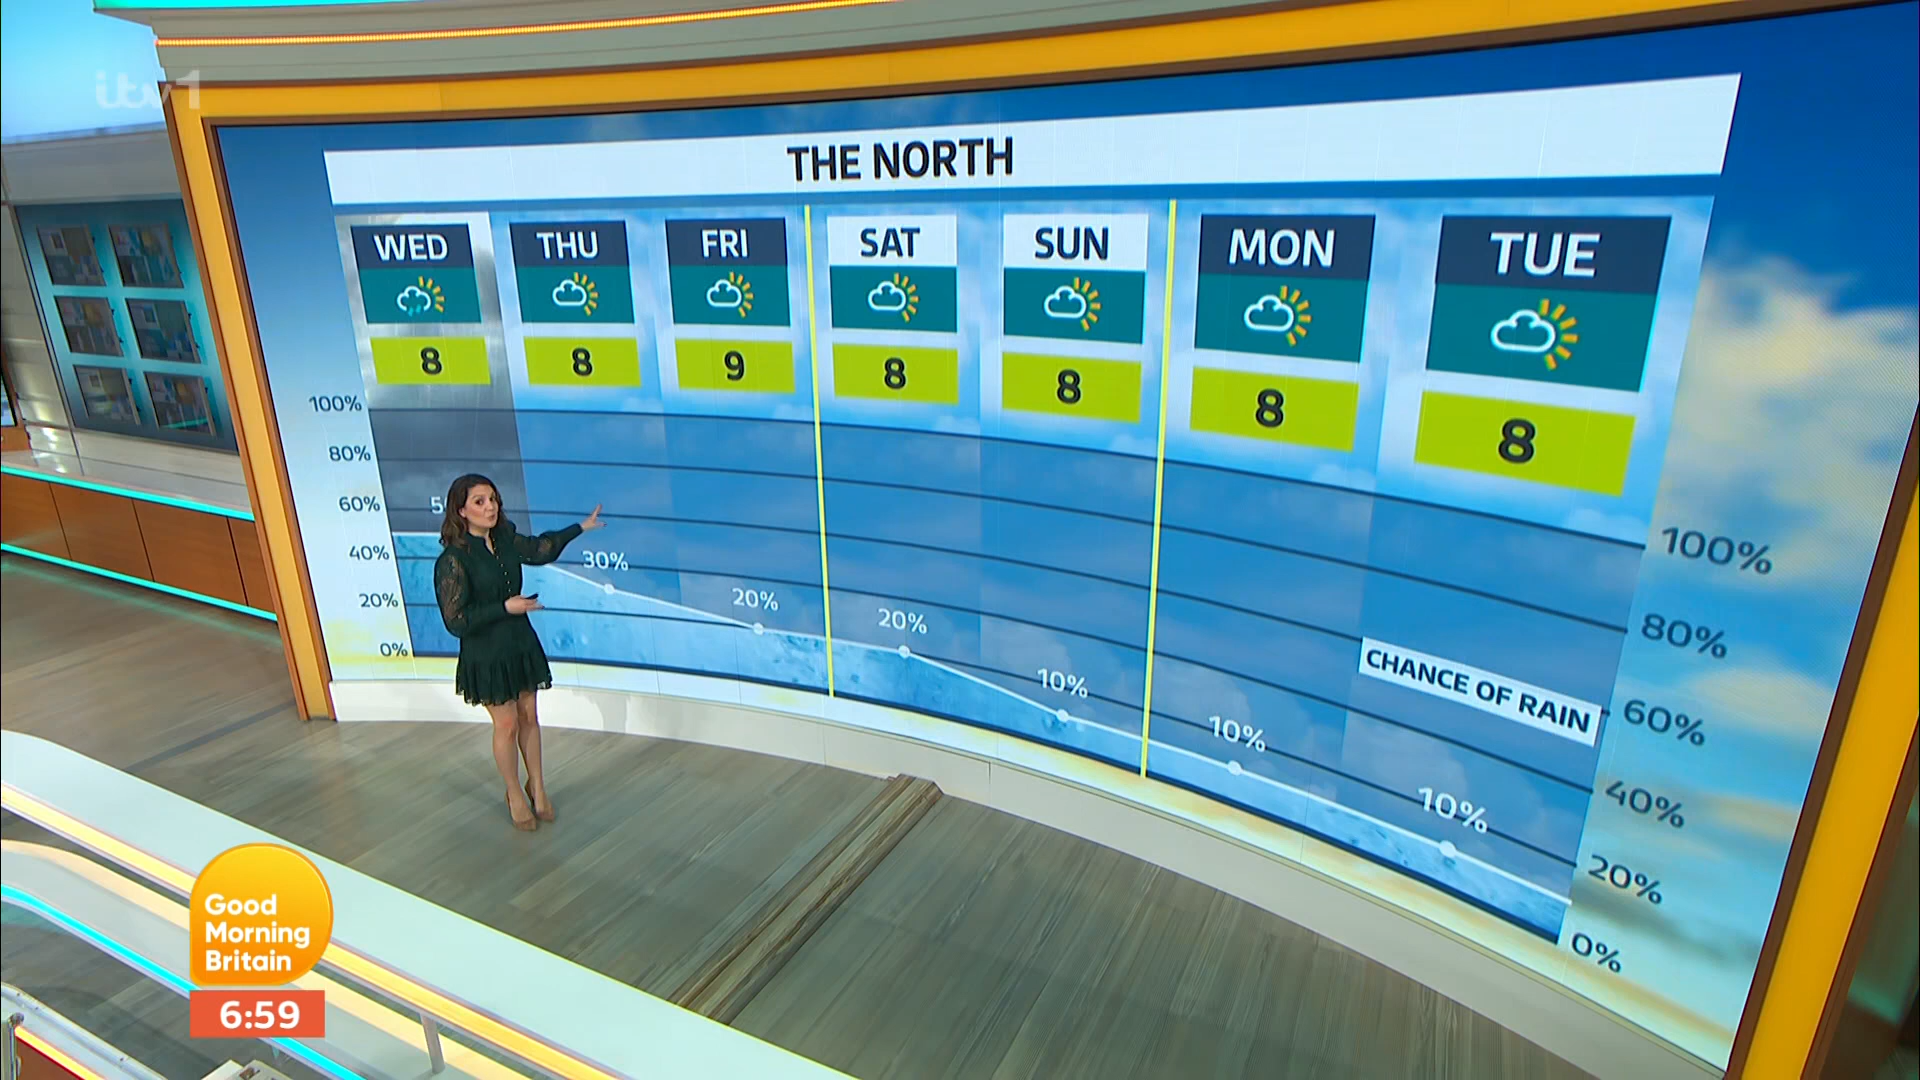 itv1
THE NORTH
WED THU FRI SAT SUN MON TUE
8 8 9 8 8 8 8
100%
80%
60%
40%
20%
0%
30%
20%
20%
10%
10%
10%
CHANCE OF RAIN
100%
80%
60%
40%
20%
0%
Good
Morning
Britain
6:59